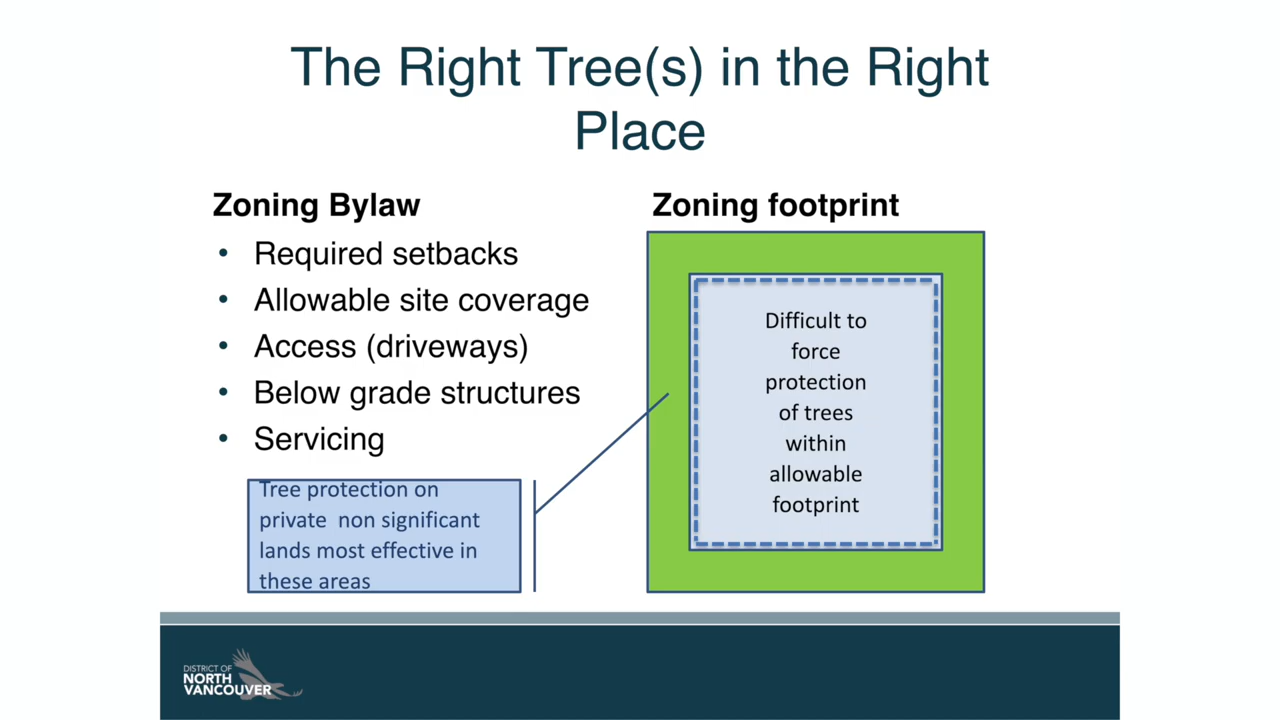 The Right Tree(s) in the Right
Place
Zoning Bylaw
• Required setbacks
• Allowable site coverage
• Access (driveways)
• Below grade structures
• Servicing
Tree protection on
private non significant
lands most effective in
these areas
Zoning footprint
Difficult to
force
protection
of trees
within
allowable
footprint
DISTRICT OF
NORTH
VANCOUVER